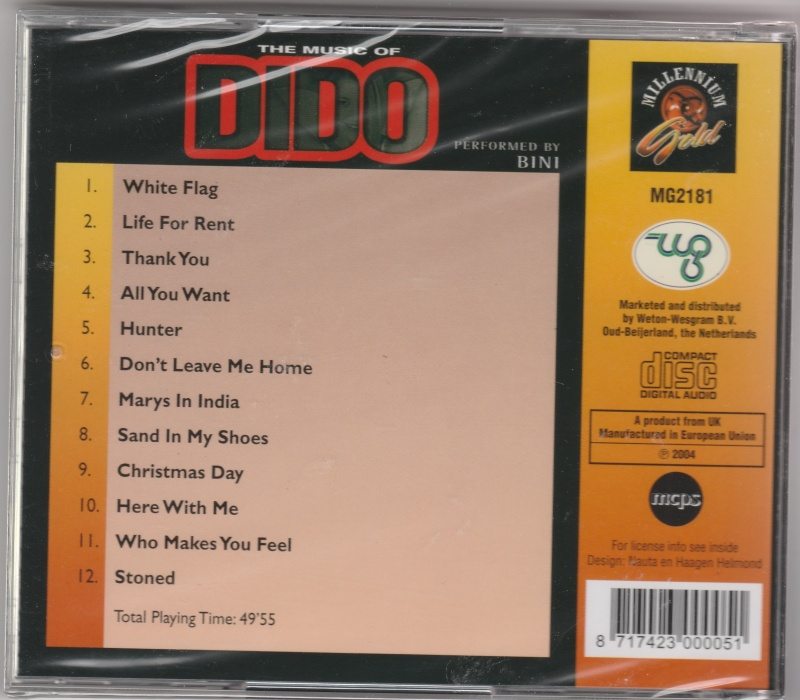 THE MUSIC OF
DIDO
PERFORMED BY
BINI
1. White Flag
2. Life For Rent
3. Thank You
4. All You Want
5. Hunter
6. Don't Leave Me Home
7. Marys In India
8. Sand In My Shoes
9. Christmas Day
10. Here With Me
11. Who Makes You Feel
12. Stoned
Total Playing Time: 49'55
MILLENNIUM
Gold
MG2181
wg
Marketed and distributed
by Weton-Wesgram B.V.
Oud-Beijerland, the Netherlands
COMPACT
disc
DIGITAL AUDIO
A product from UK
Manufactured in European Union
℗ 2004
mcps
For license info see inside
Design: Nauta en Haagen Helmond
8 717423 000051